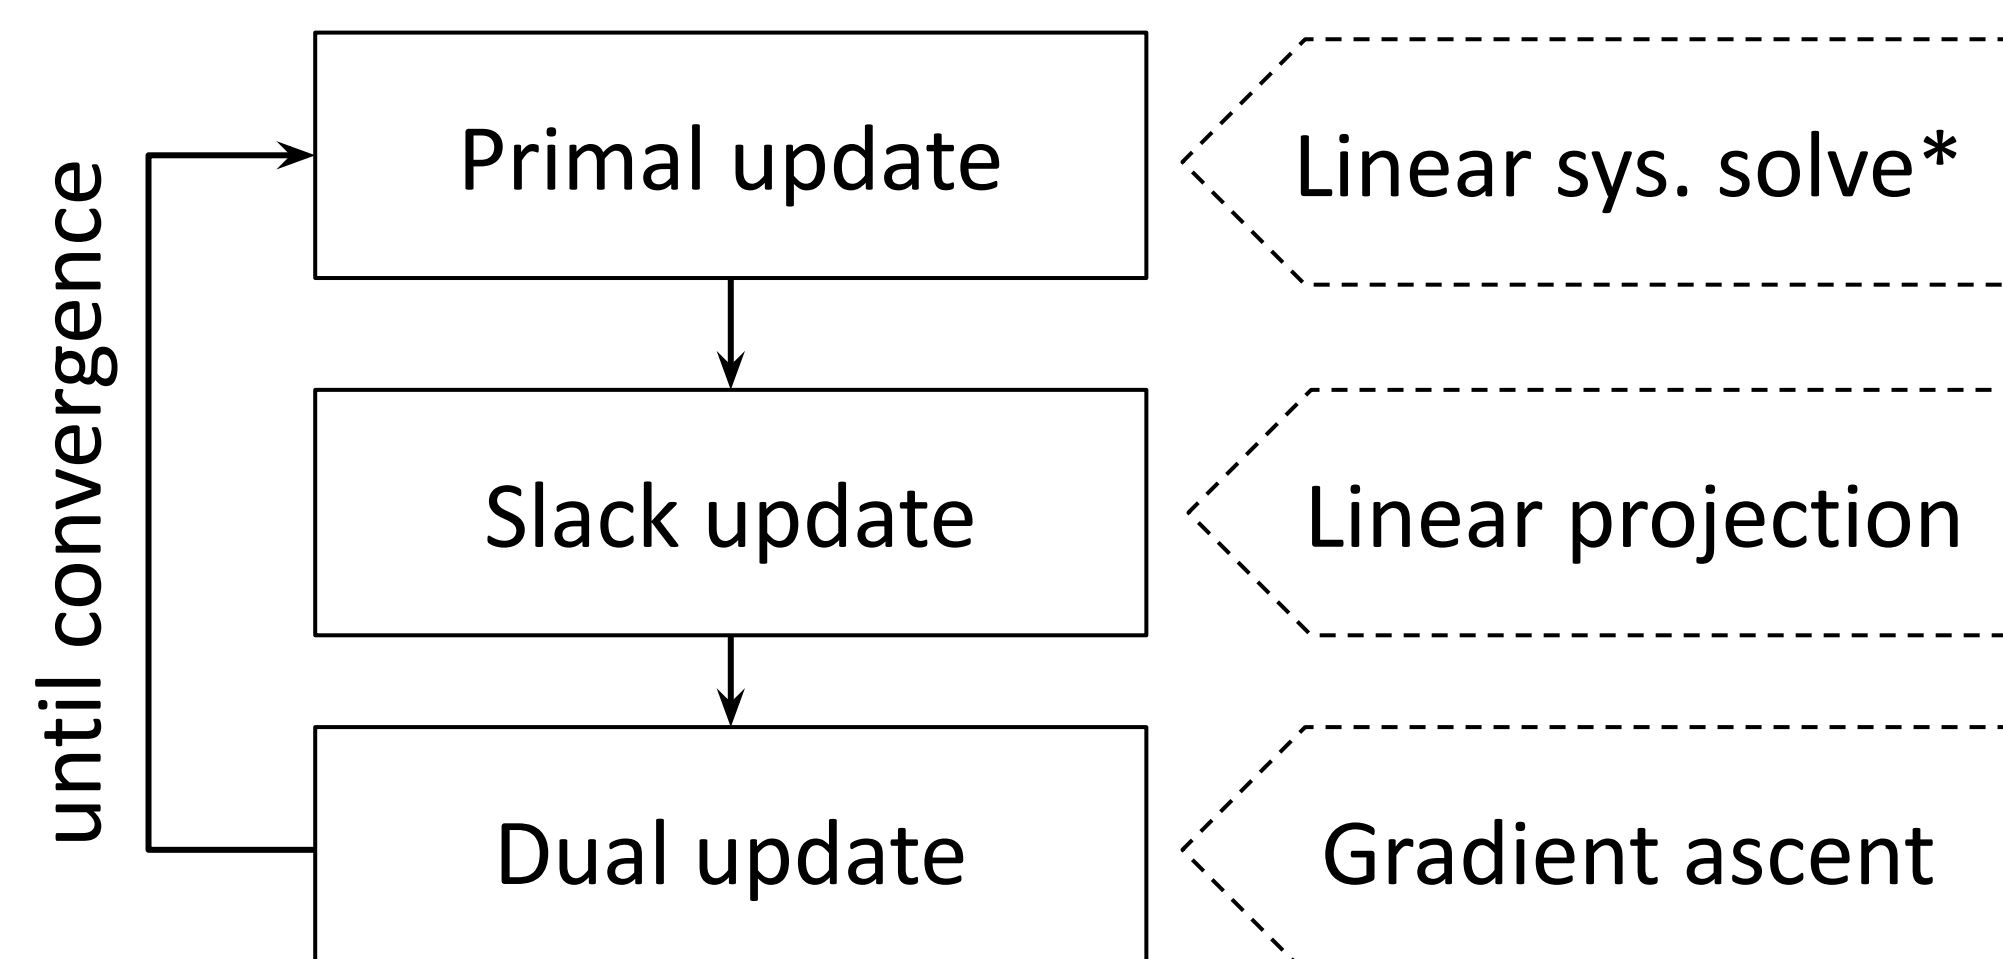 until convergence
Primal update
Linear sys. solve*
Slack update
Linear projection
Dual update
Gradient ascent